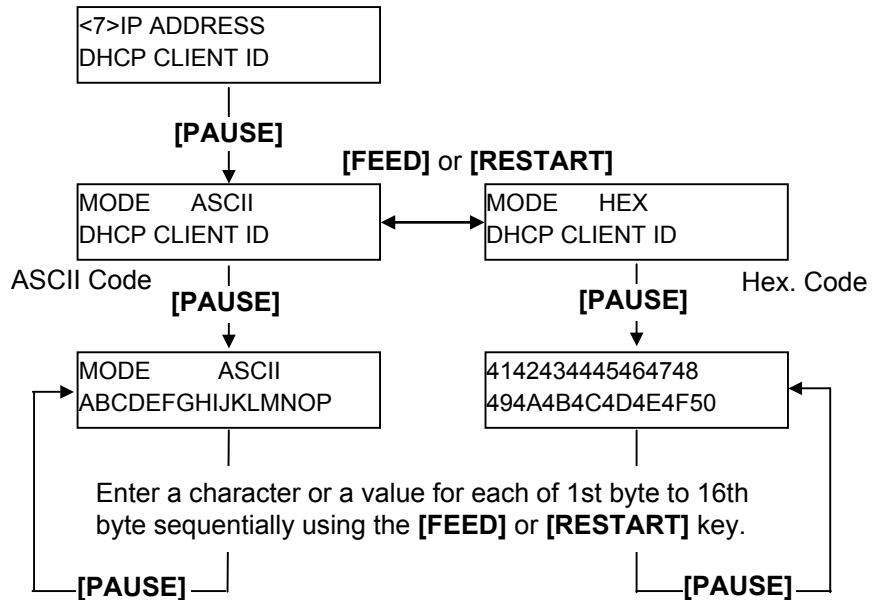 <7>IP ADDRESS
DHCP CLIENT ID
[PAUSE]
[FEED] or [RESTART]
MODE ASCII
DHCP CLIENT ID
MODE HEX
DHCP CLIENT ID
ASCII Code
[PAUSE]
[PAUSE]
Hex. Code
MODE ASCII
ABCDEFGHIJKLMNOP
4142434445464748
494A4B4C4D4E4F50
Enter a character or a value for each of 1st byte to 16th
byte sequentially using the [FEED] or [RESTART] key.
[PAUSE]
[PAUSE]